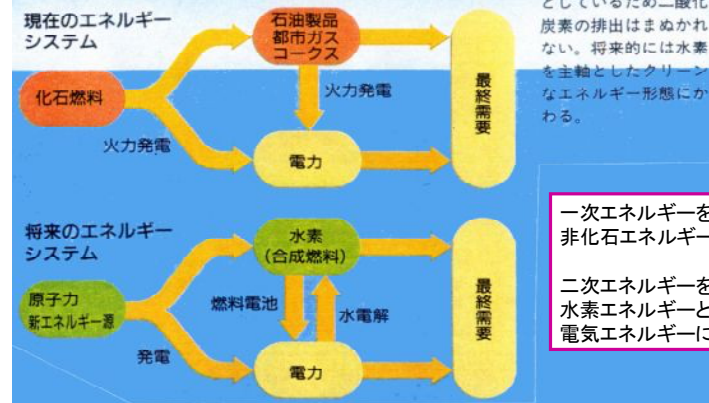 としているため二酸化
炭素の排出はまぬかれ
ない。将来的には水素
を主軸としたクリーン
なエネルギー形態にか
わる。
現在のエネルギー
システム
石油製品
都市ガス
コークス
化石燃料
火力発電
火力発電
電力
最終需要
将来のエネルギー
システム
水素
(合成燃料)
原子力
新エネルギー源
燃料電池
水電解
発電
電力
最終需要
一次エネルギーを
非化石エネルギー
二次エネルギーを
水素エネルギーと
電気エネルギーに